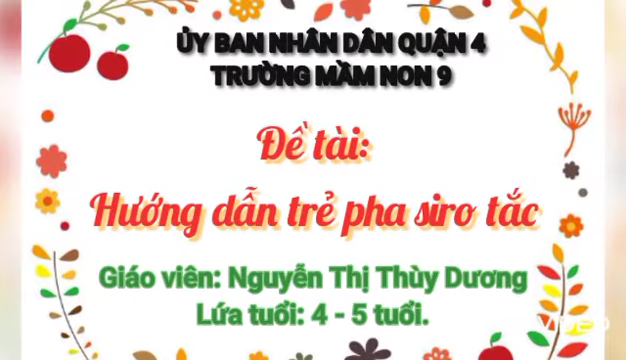 ỦY BAN NHÂN DÂN QUẬN 4
TRƯỜNG MẦM NON 9
Đề tài:
Hướng dẫn trẻ pha siro tắc
Giáo viên: Nguyễn Thị Thùy Dương
Lứa tuổi: 4 - 5 tuổi.